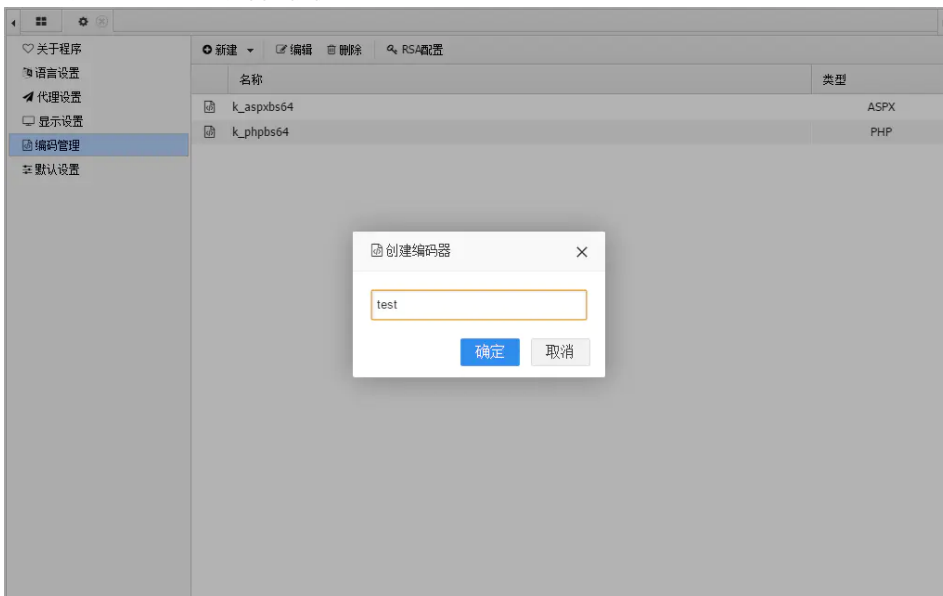 关于程序
语言设置
代理设置
显示设置
编码管理
默认设置
新建 编辑 删除 RSA配置
名称 类型
k_aspxbs64 ASPX
k_phpbs64 PHP
创建编码器
test
确定 取消